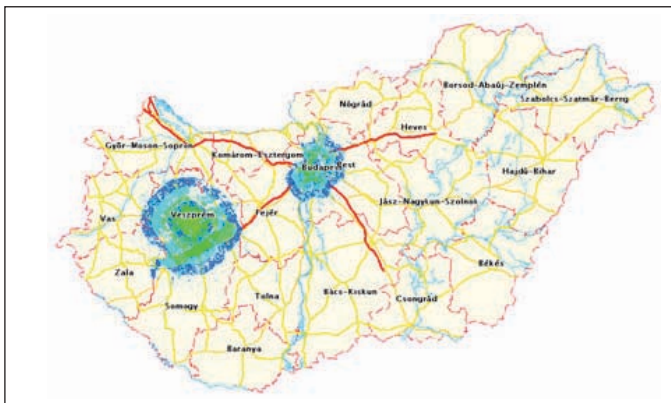 Borsod-Abaúj-Zemplén
Szabolcs-Szatmár-Bereg
Nógrád
Heves
Győr-Moson-Sopron
Komárom-Esztergom
Budapest
Pest
Hajdú-Bihar
Jász-Nagykun-Szolnok
Veszprém
Vas
Fejér
Békés
Zala
Tolna
Bács-Kiskun
Csongrád
Somogy
Baranya